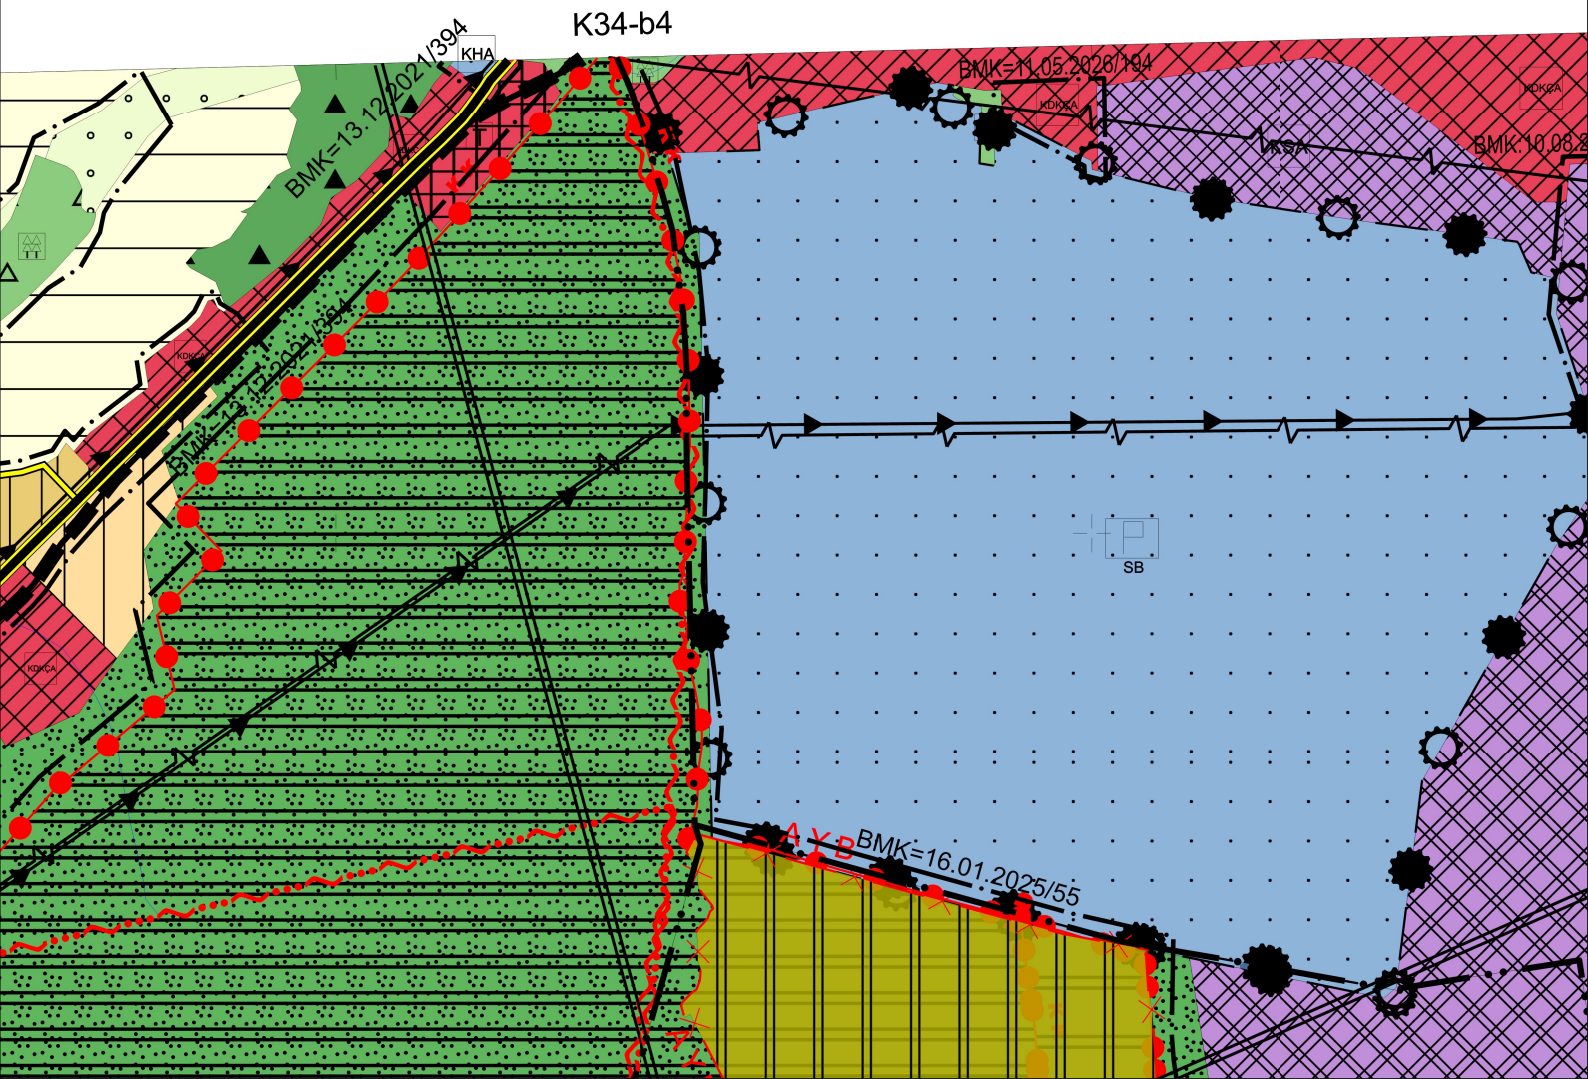 K34-b4
KHA
BMK=13.12.2021/394
BMK=11.05.2026/194
KDKÇA
KDKÇA
BMK:10.08.2
KSA
T
KDKÇA
BMK=13.12.2021/394
P
SB
KDKÇA
A Y B
BMK=16.01.2025/55